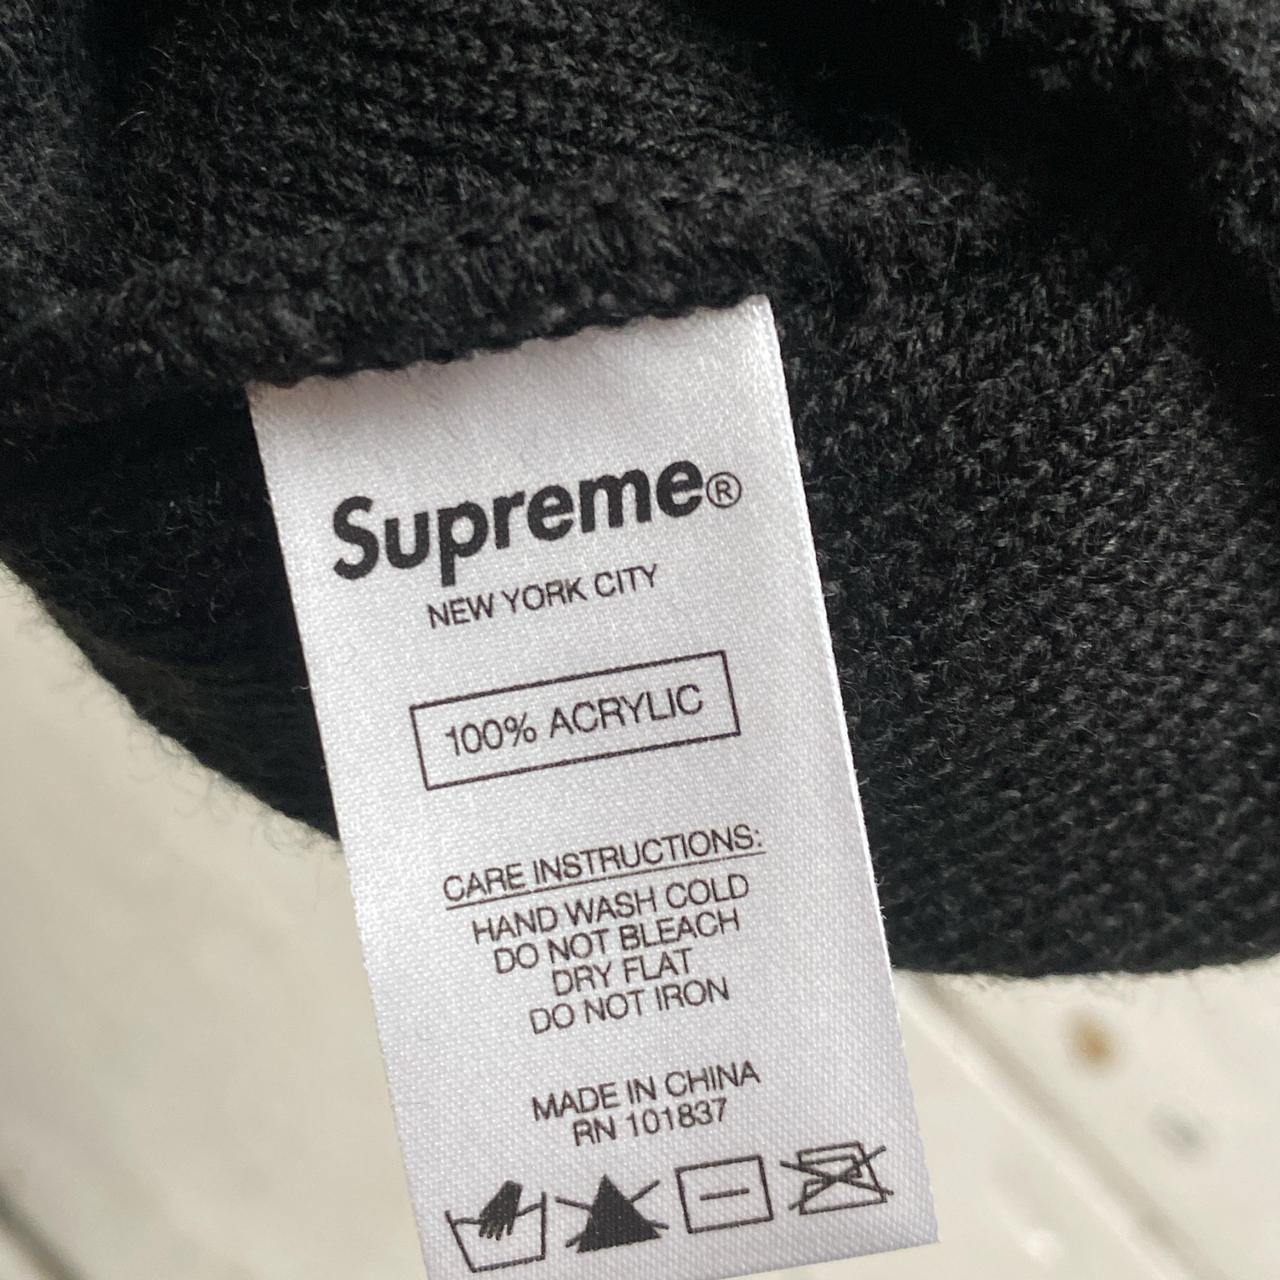 Supreme®
NEW YORK CITY
100% ACRYLIC
CARE INSTRUCTIONS:
HAND WASH COLD
DO NOT BLEACH
DRY FLAT
DO NOT IRON
MADE IN CHINA
RN 101837